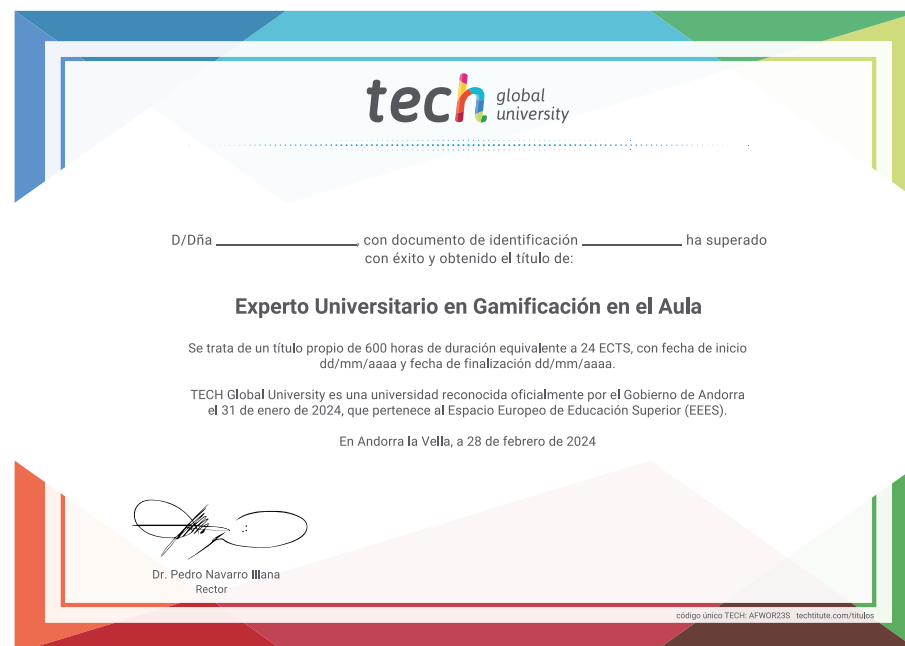 tech global university
D/Dña ________________, con documento de identificación ____________ ha superado
con éxito y obtenido el título de:
Experto Universitario en Gamificación en el Aula
Se trata de un título propio de 600 horas de duración equivalente a 24 ECTS, con fecha de inicio
dd/mm/aaaa y fecha de finalización dd/mm/aaaa.
TECH Global University es una universidad reconocida oficialmente por el Gobierno de Andorra
el 31 de enero de 2024, que pertenece al Espacio Europeo de Educación Superior (EEES).
En Andorra la Vella, a 28 de febrero de 2024
Dr. Pedro Navarro Illana
Rector
código único TECH: AFWOR23S techtitute.com/titulos